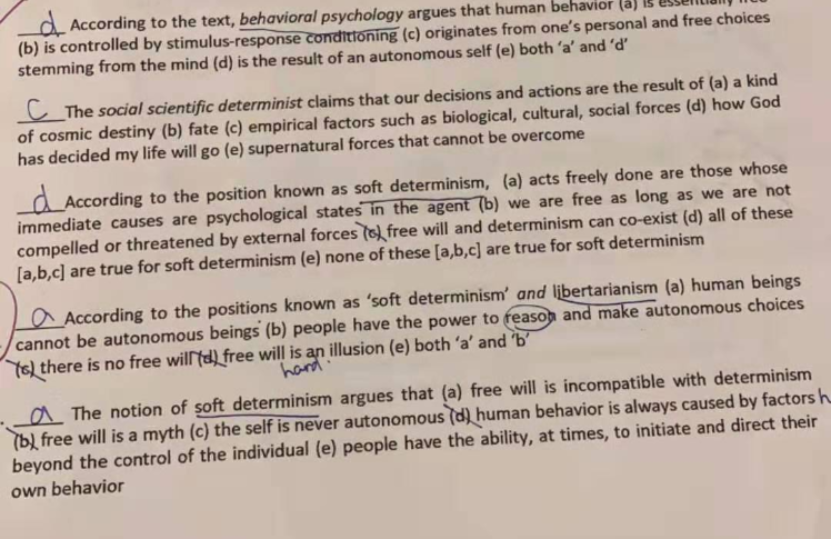 d According to the text, behavioral psychology argues that human behavior (a) is essentially
(b) is controlled by stimulus-response conditioning (c) originates from one's personal and free choices
stemming from the mind (d) is the result of an autonomous self (e) both 'a' and 'd'
C The social scientific determinist claims that our decisions and actions are the result of (a) a kind
of cosmic destiny (b) fate (c) empirical factors such as biological, cultural, social forces (d) how God
has decided my life will go (e) supernatural forces that cannot be overcome
d According to the position known as soft determinism, (a) acts freely done are those whose
immediate causes are psychological states in the agent (b) we are free as long as we are not
compelled or threatened by external forces (c) free will and determinism can co-exist (d) all of these
[a,b,c] are true for soft determinism (e) none of these [a,b,c] are true for soft determinism
a According to the positions known as 'soft determinism' and libertarianism (a) human beings
cannot be autonomous beings (b) people have the power to reason and make autonomous choices
(c) there is no free will (d) free will is an illusion (e) both 'a' and 'b'
hard
a The notion of soft determinism argues that (a) free will is incompatible with determinism
(b) free will is a myth (c) the self is never autonomous (d) human behavior is always caused by factors h
beyond the control of the individual (e) people have the ability, at times, to initiate and direct their
own behavior